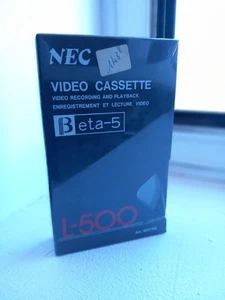 NEC
VIDEO CASSETTE
VIDEO RECORDING AND PLAYBACK
ENREGISTREMENT ET LECTURE VIDEO
Beta-5
L-500